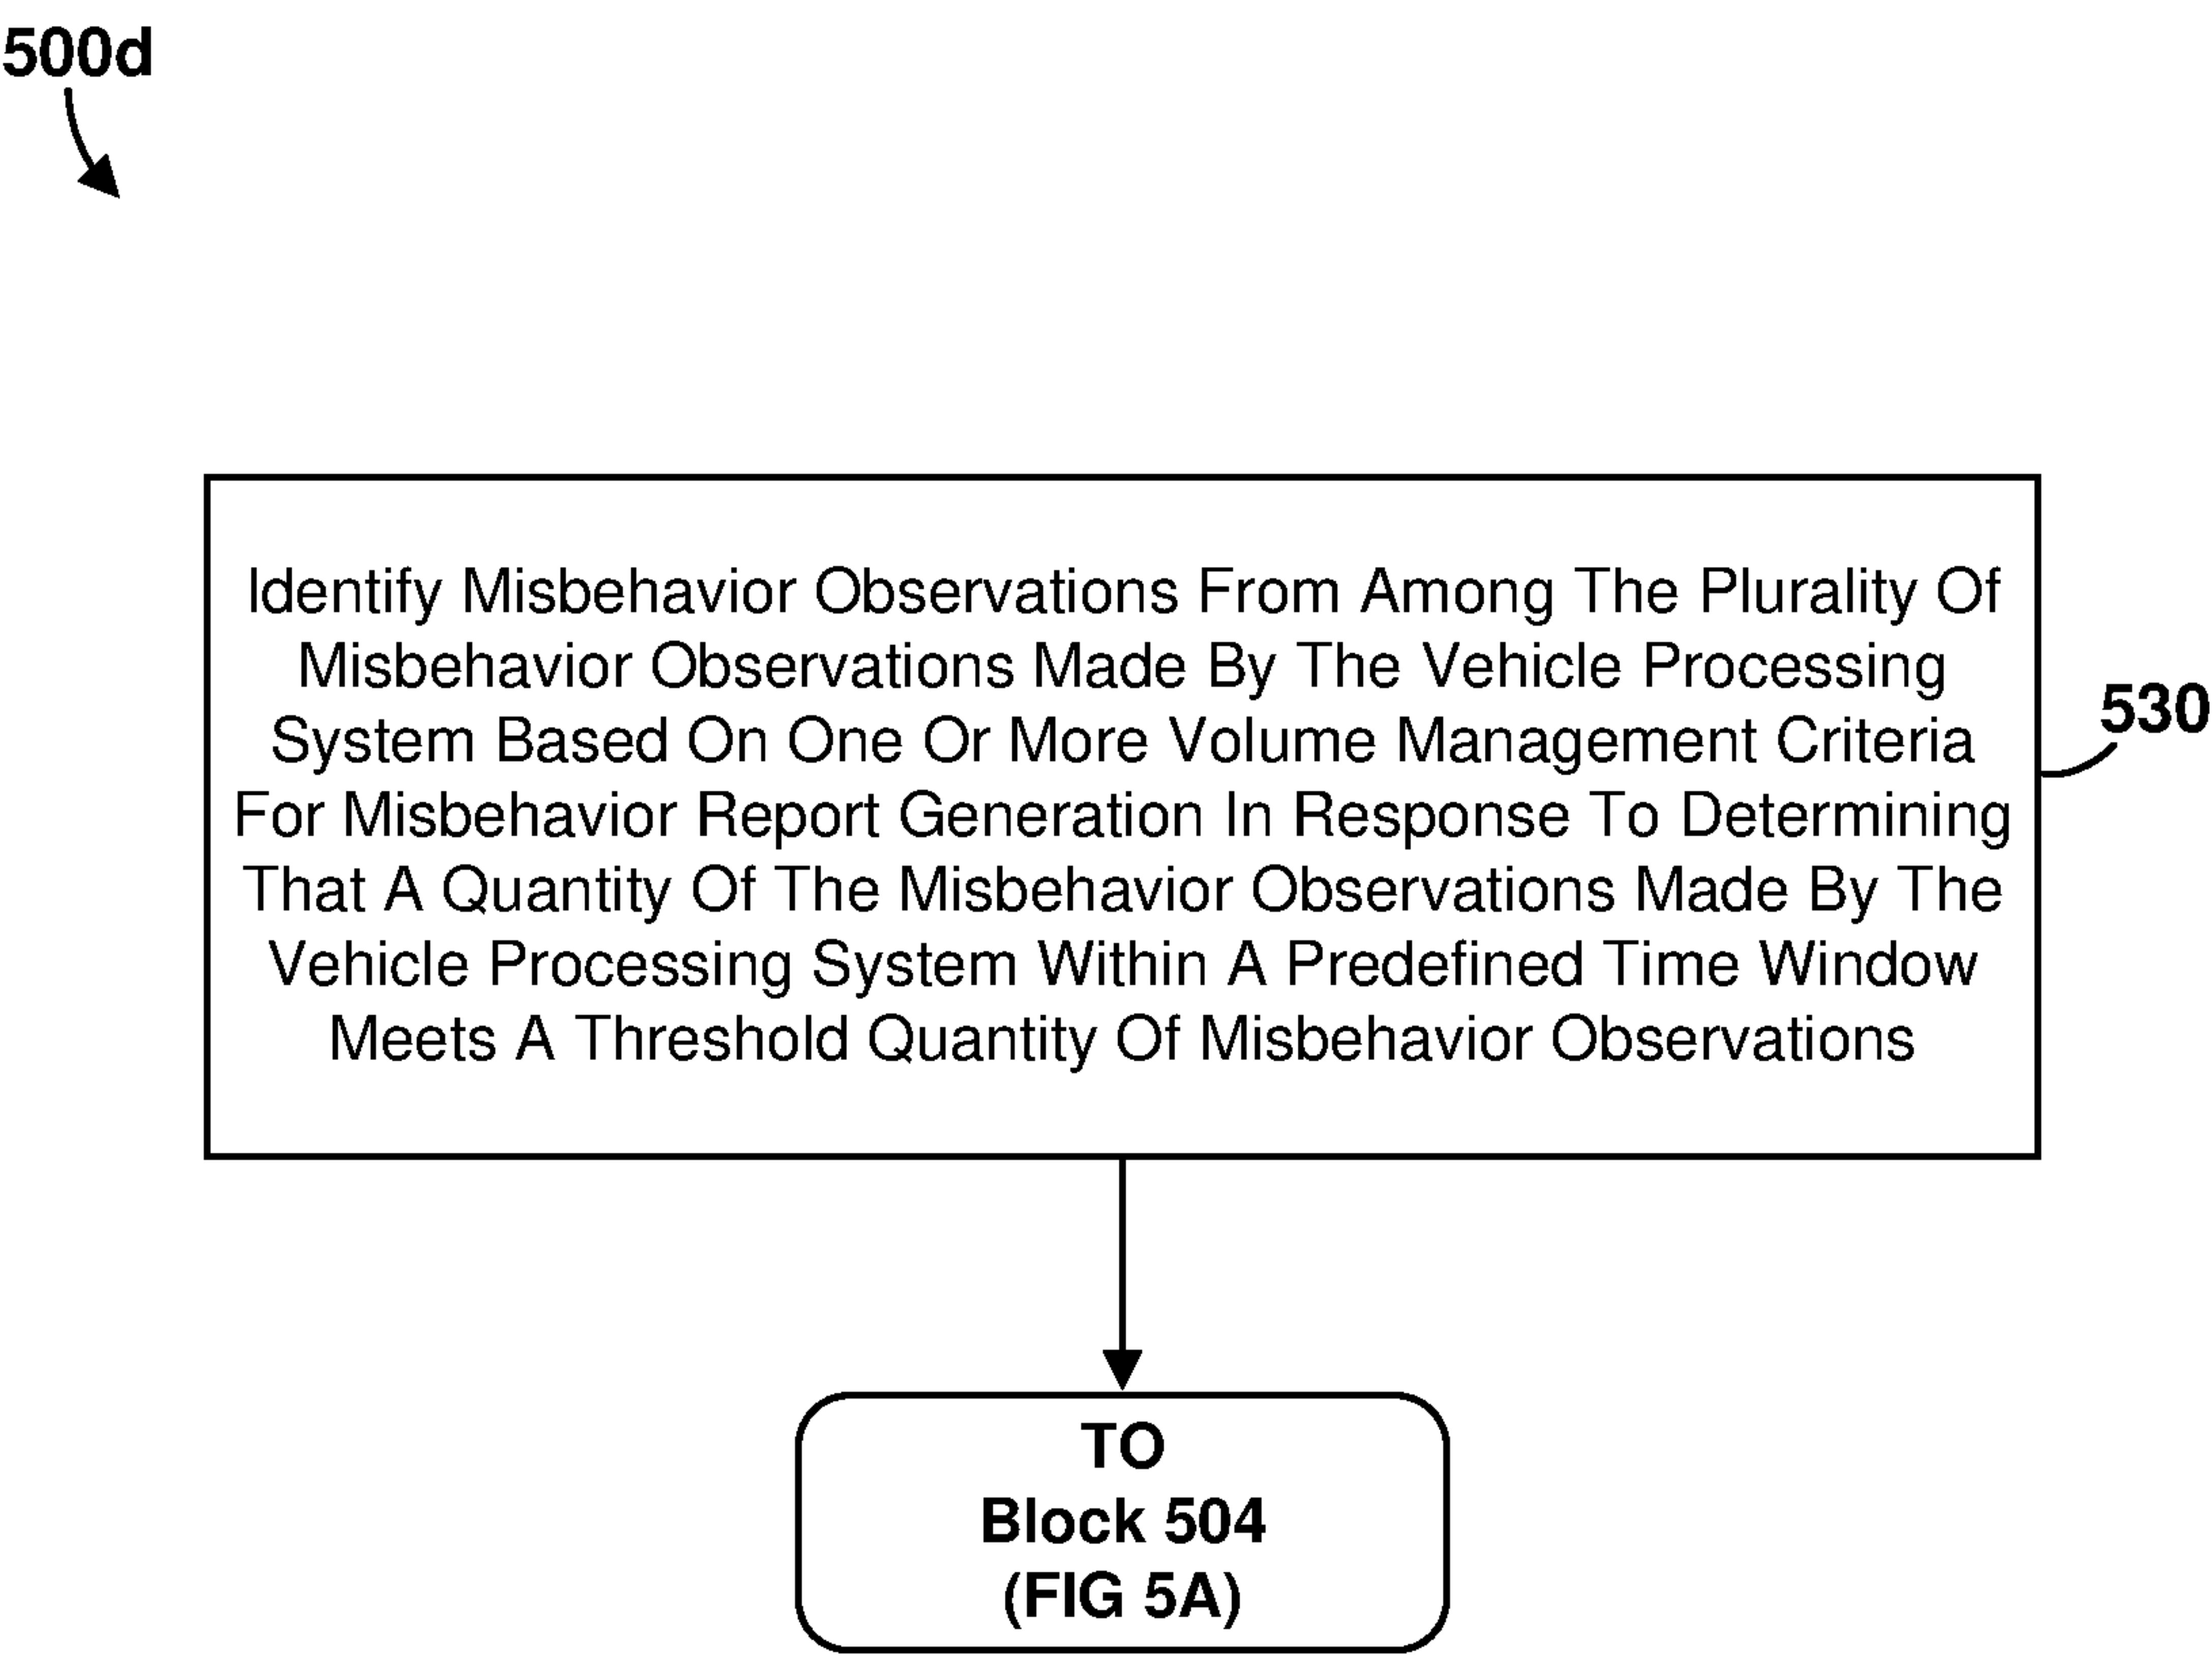 500d
Identify Misbehavior Observations From Among The Plurality Of
Misbehavior Observations Made By The Vehicle Processing
System Based On One Or More Volume Management Criteria
For Misbehavior Report Generation In Response To Determining
That A Quantity Of The Misbehavior Observations Made By The
Vehicle Processing System Within A Predefined Time Window
Meets A Threshold Quantity Of Misbehavior Observations
530
TO
Block 504
(FIG 5A)